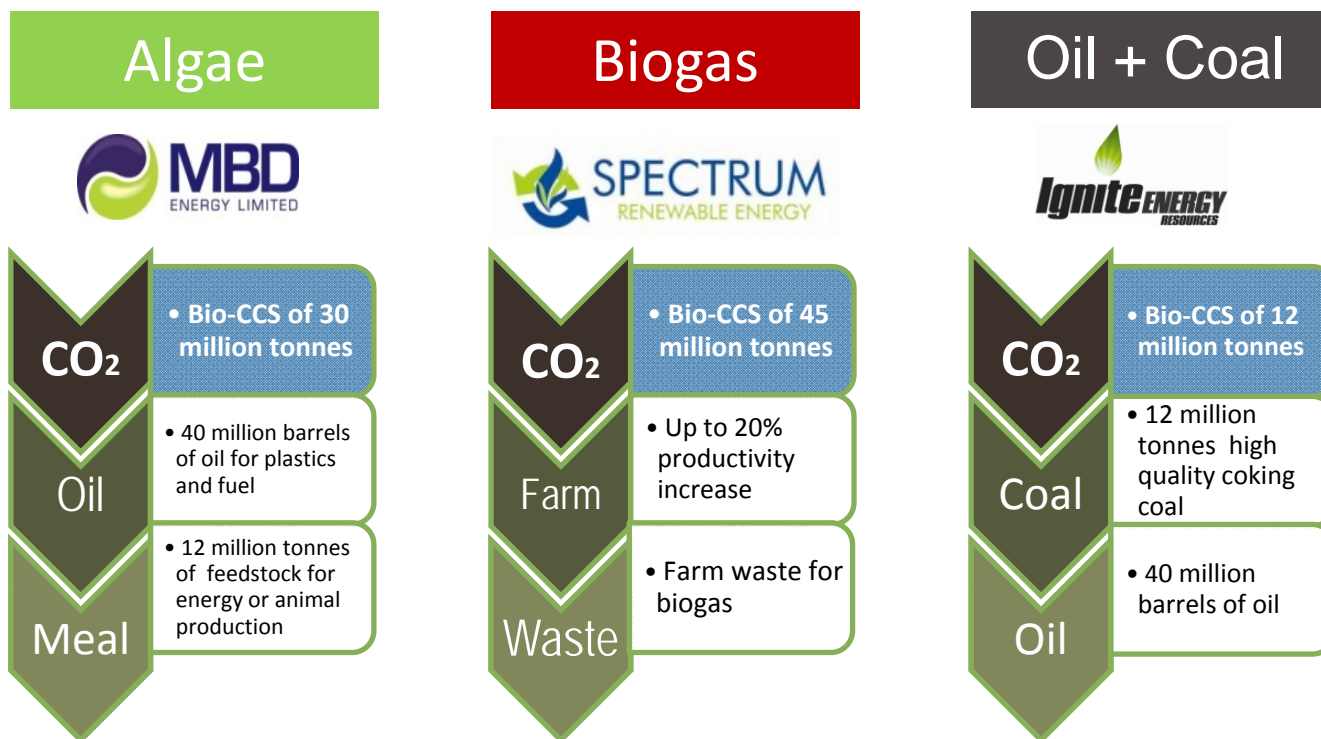 Algae
MBD
ENERGY LIMITED
CO2
• Bio-CCS of 30
million tonnes
Oil
• 40 million barrels
of oil for plastics
and fuel
Meal
• 12 million tonnes
of feedstock for
energy or animal
production
Biogas
SPECTRUM
RENEWABLE ENERGY
CO2
• Bio-CCS of 45
million tonnes
Farm
• Up to 20%
productivity
increase
Waste
• Farm waste for
biogas
Oil + Coal
Ignite ENERGY
RESOURCES
CO2
• Bio-CCS of 12
million tonnes
Coal
• 12 million
tonnes high
quality coking
coal
Oil
• 40 million
barrels of oil